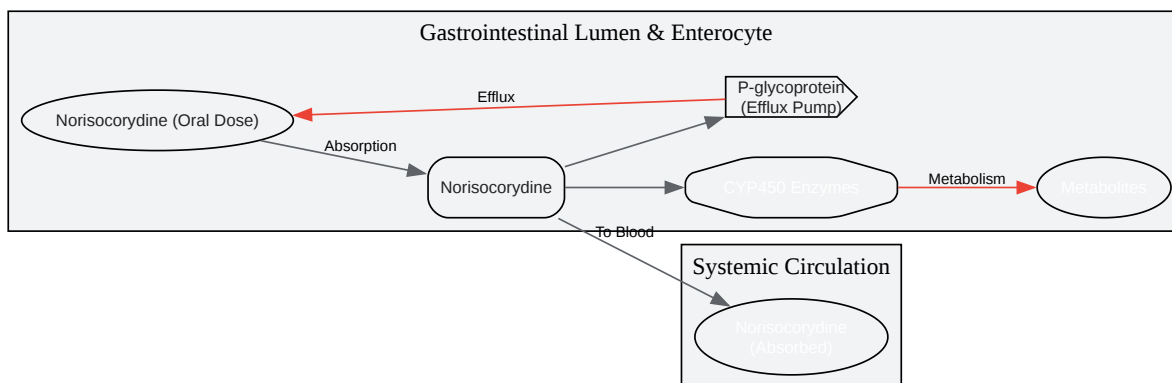 Gastrointestinal Lumen & Enterocyte
P-glycoprotein
(Efflux Pump)
Efflux
Norisocorydine (Oral Dose)
Absorption
Norisocorydine
CYP450 Enzymes
Metabolism
Metabolites
To Blood
Systemic Circulation
Norisocorydine
(Absorbed)